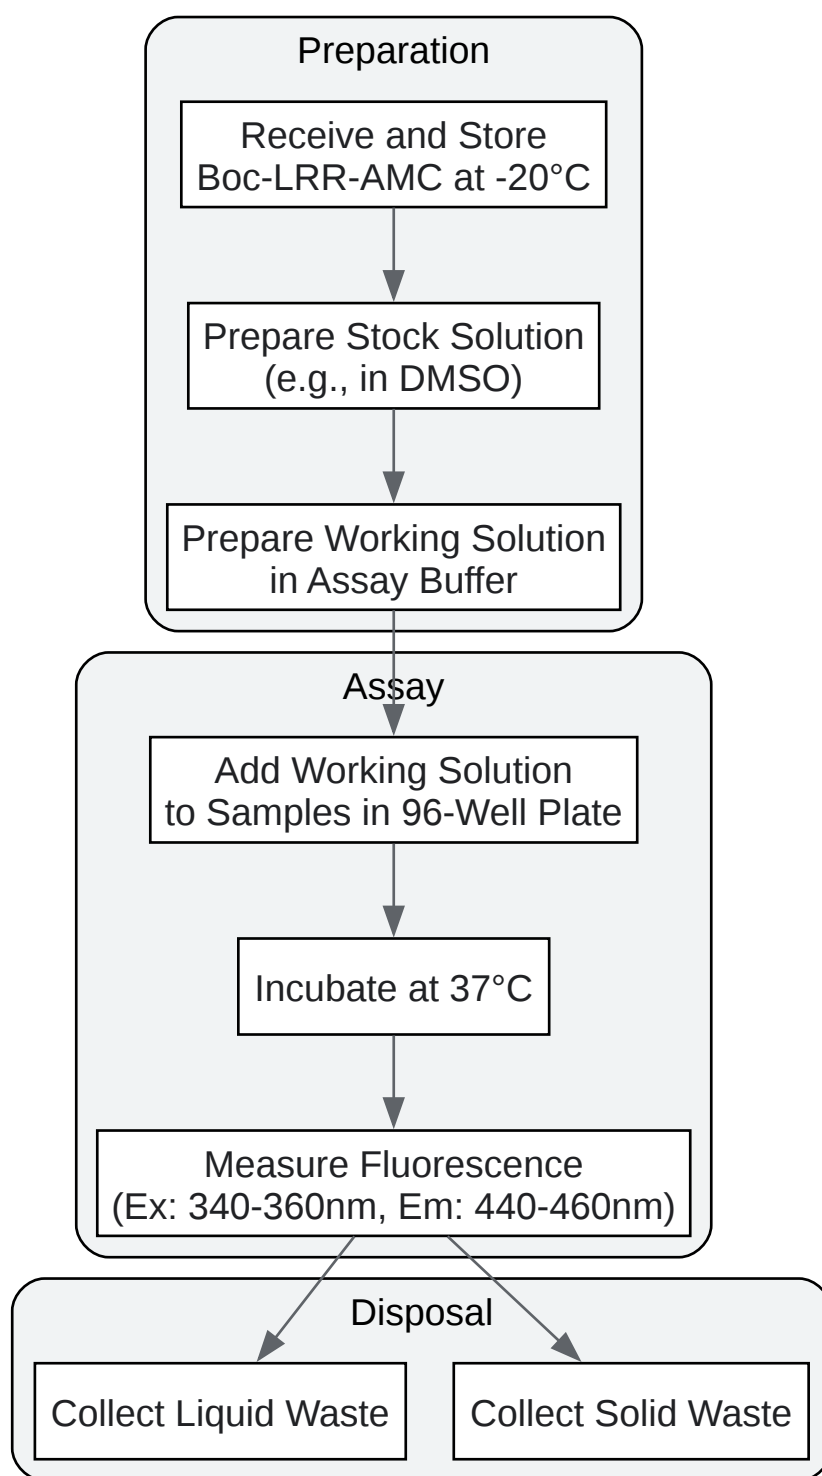 Preparation
Receive and Store
Boc-LRR-AMC at -20°C
Prepare Stock Solution
(e.g., in DMSO)
Prepare Working Solution
in Assay Buffer
Assay
Add Working Solution
to Samples in 96-Well Plate
Incubate at 37°C
Measure Fluorescence
(Ex: 340-360nm, Em: 440-460nm)
Disposal
Collect Liquid Waste
Collect Solid Waste